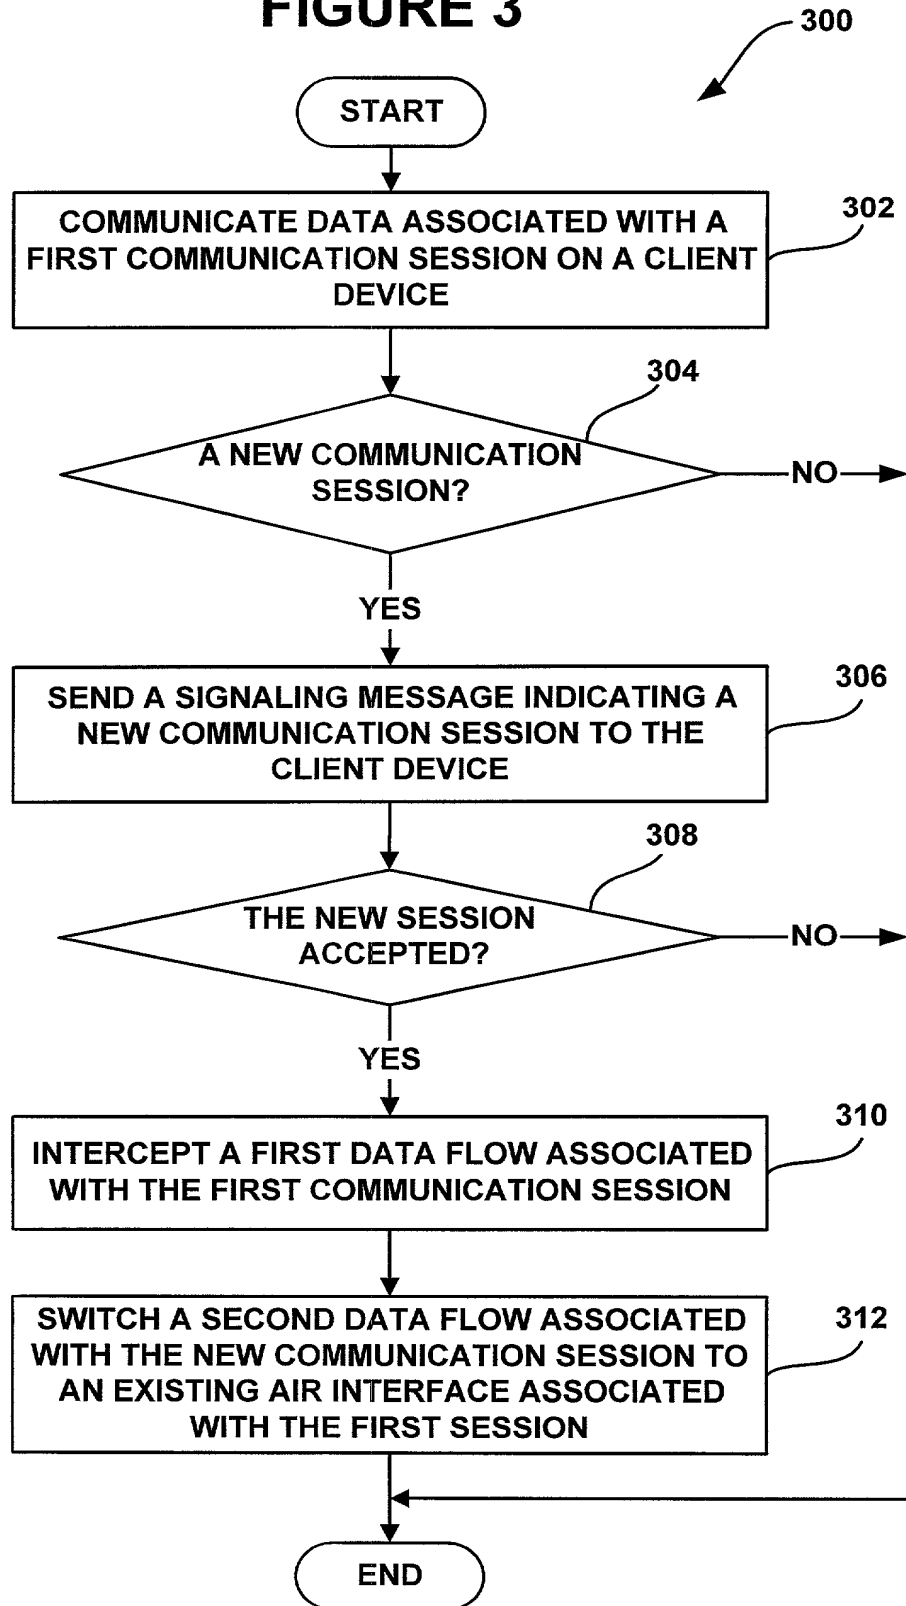 FIGURE 3
300
START
302
COMMUNICATE DATA ASSOCIATED WITH A
FIRST COMMUNICATION SESSION ON A CLIENT
DEVICE
304
A NEW COMMUNICATION
SESSION?
NO
YES
306
SEND A SIGNALING MESSAGE INDICATING A
NEW COMMUNICATION SESSION TO THE
CLIENT DEVICE
308
THE NEW SESSION
ACCEPTED?
NO
YES
310
INTERCEPT A FIRST DATA FLOW ASSOCIATED
WITH THE FIRST COMMUNICATION SESSION
312
SWITCH A SECOND DATA FLOW ASSOCIATED
WITH THE NEW COMMUNICATION SESSION TO
AN EXISTING AIR INTERFACE ASSOCIATED
WITH THE FIRST SESSION
END